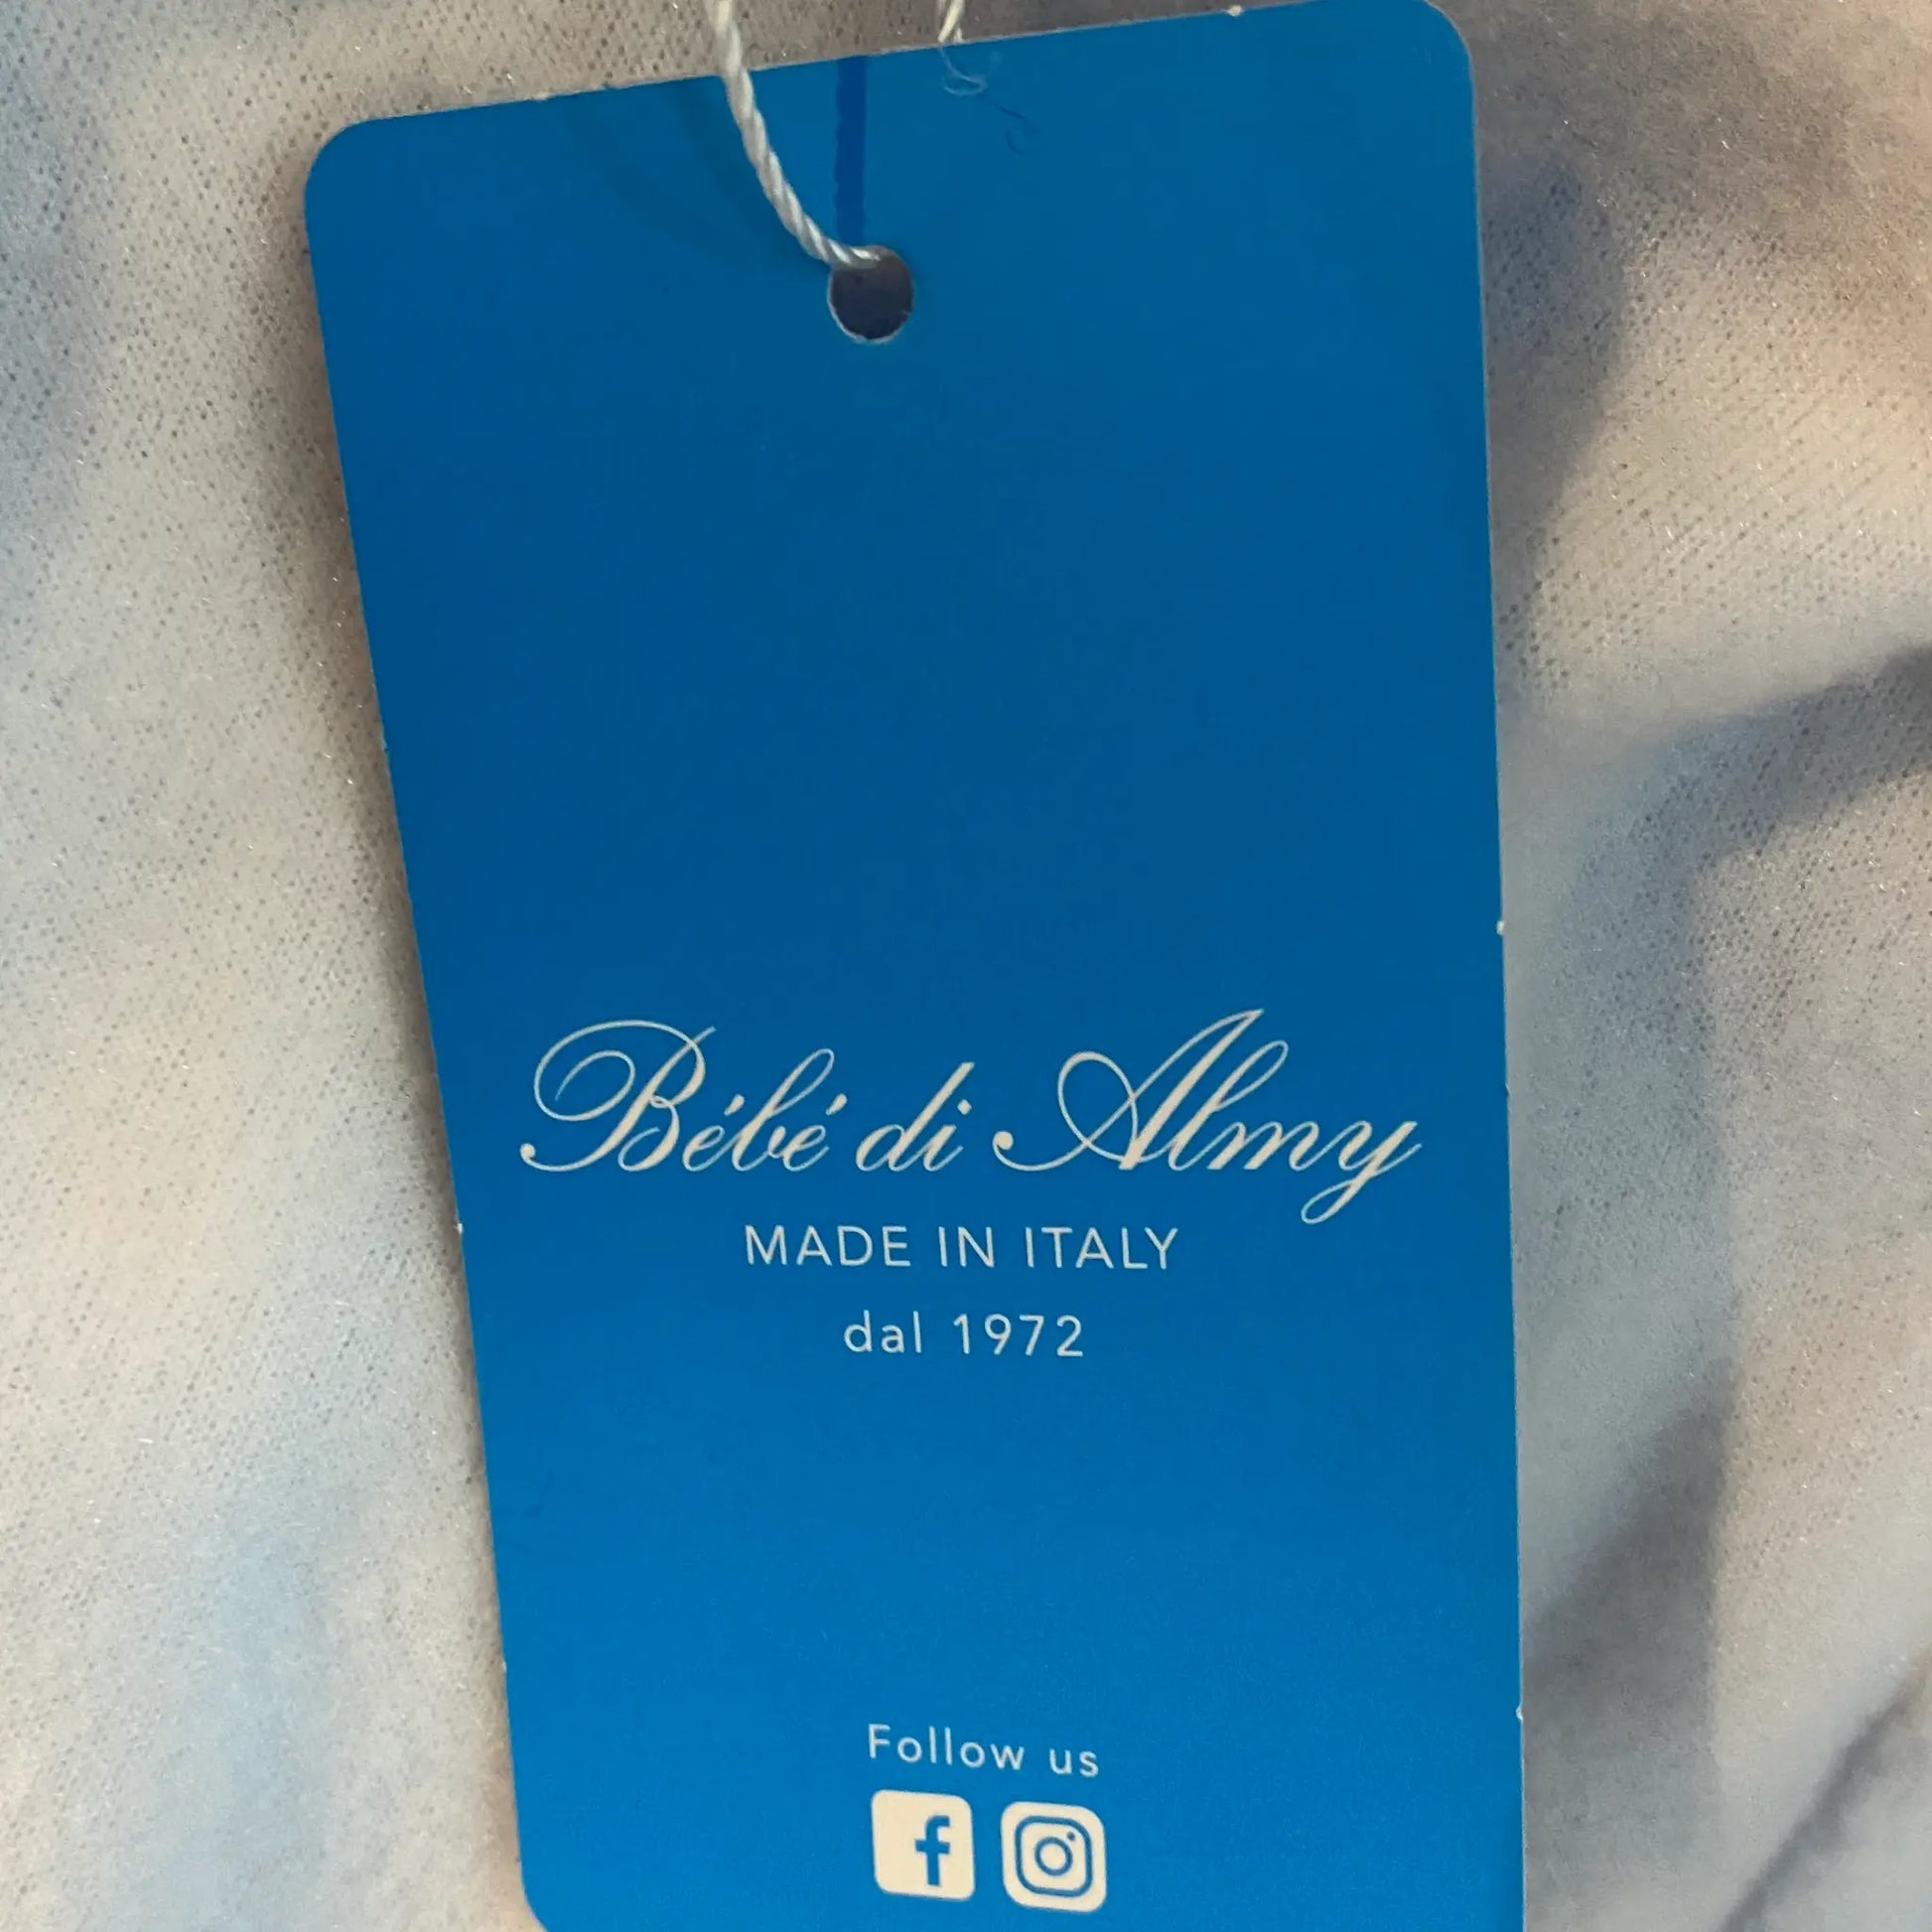 Bébé di Almy
MADE IN ITALY
dal 1972
Follow us